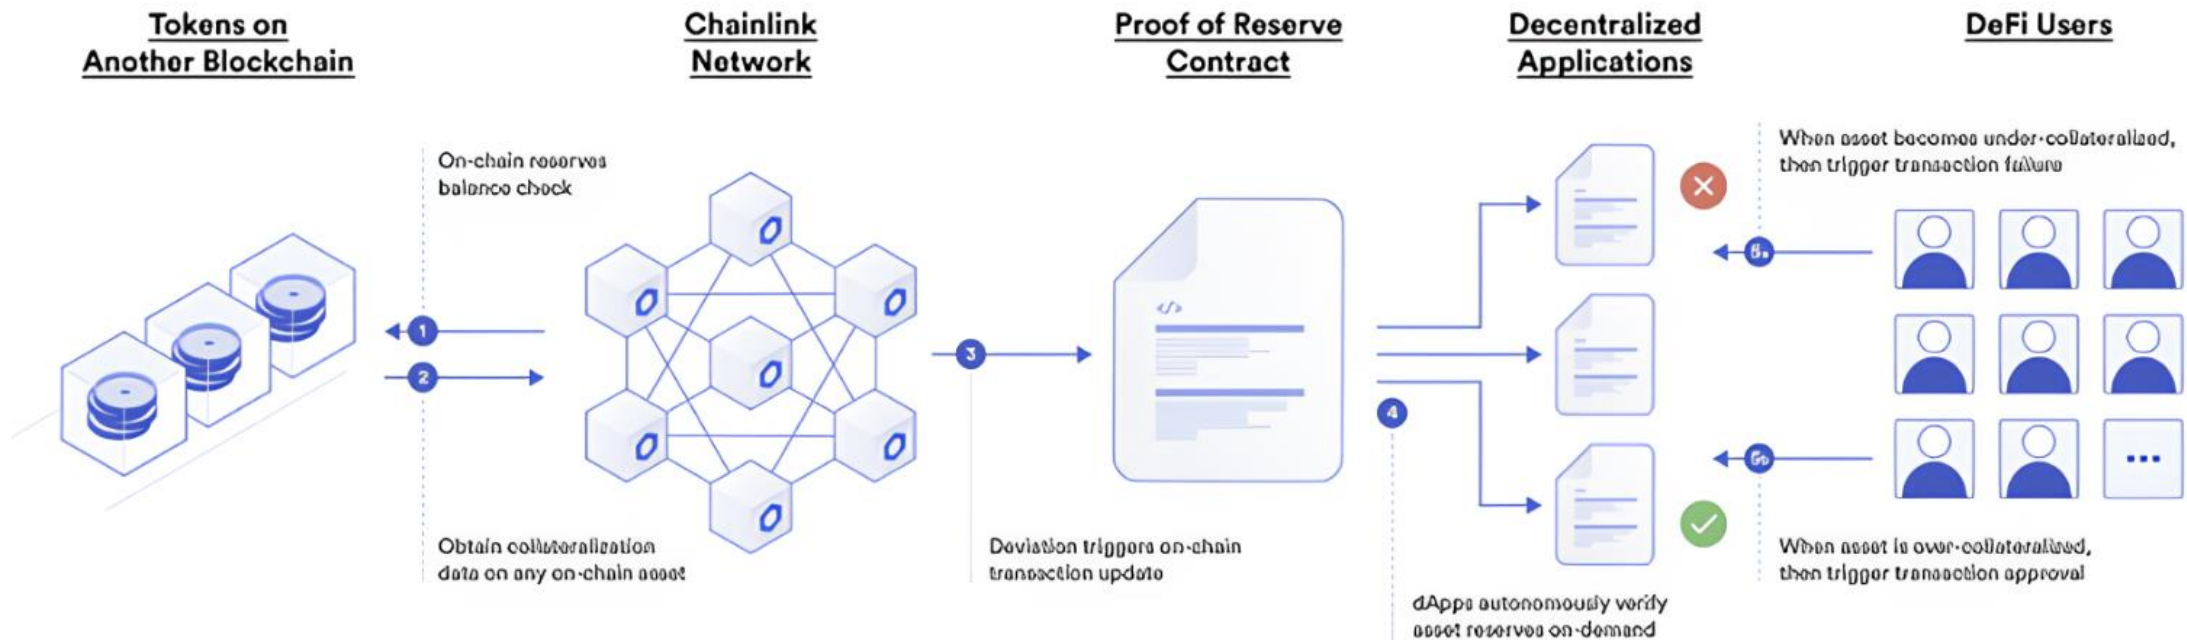 Tokens on
Another Blockchain
Chainlink
Network
Proof of Reserve
Contract
Decentralized
Applications
DeFi Users
On-chain reserves
balance check
1
2
Obtain collateralization
data on any on-chain asset
3
Deviation triggers on-chain
transaction update
</>
4
dApps autonomously verify
asset reserves on-demand
When asset becomes under-collateralized,
then trigger transaction failure
5a
5b
When asset is over-collateralized,
then trigger transaction approval
...